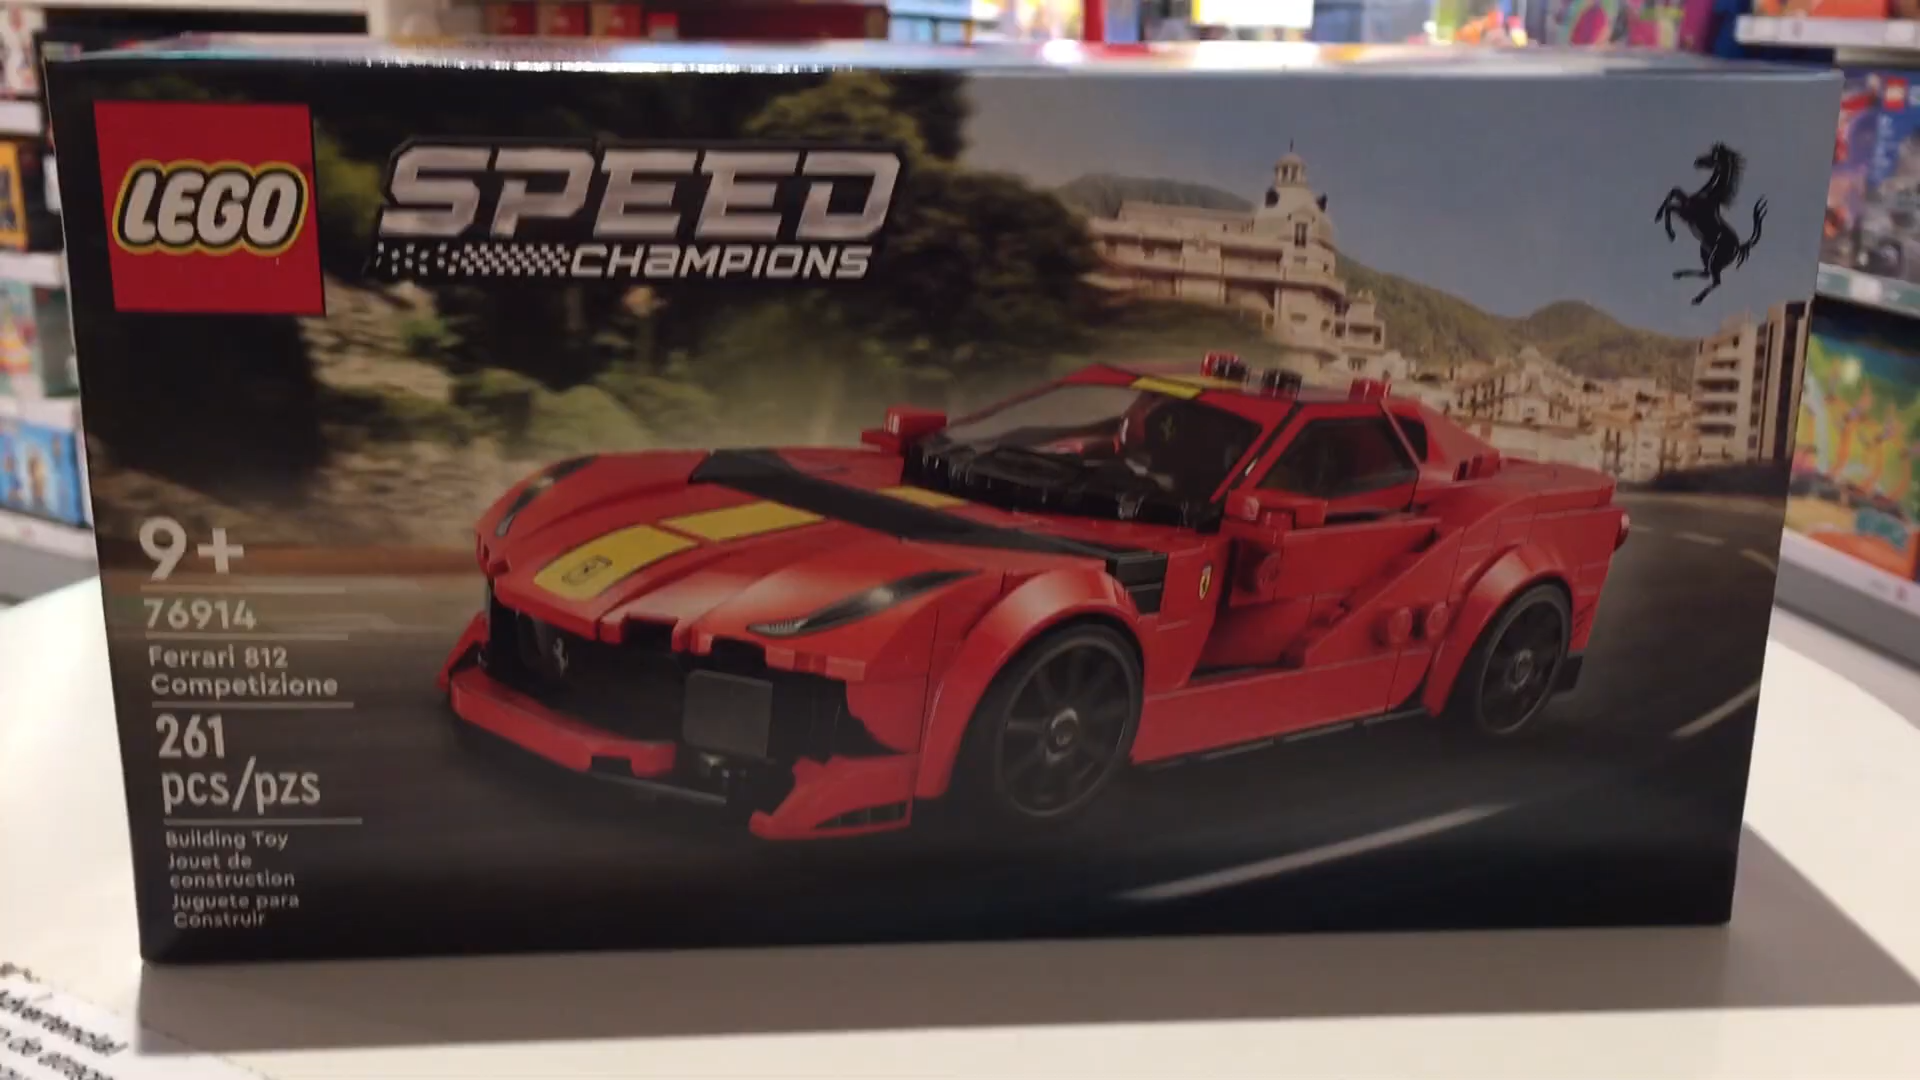 LEGO
SPEED
CHAMPIONS
9+
76914
Ferrari 812
Competizione
261
pcs/pzs
Building Toy
Jouet de
construction
Juguete para
Construir
¡Advertencia!